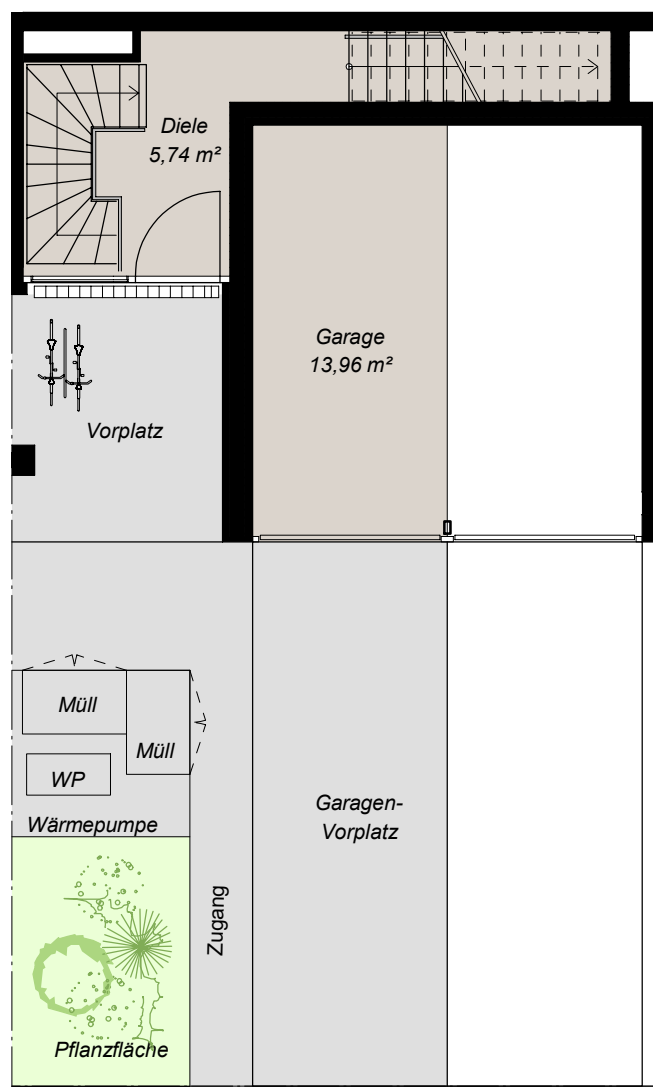 Diele
5,74 m²
Garage
13,96 m²
Vorplatz
Müll
Müll
WP
Wärmepumpe
Garagen-
Vorplatz
Zugang
Pflanzfläche